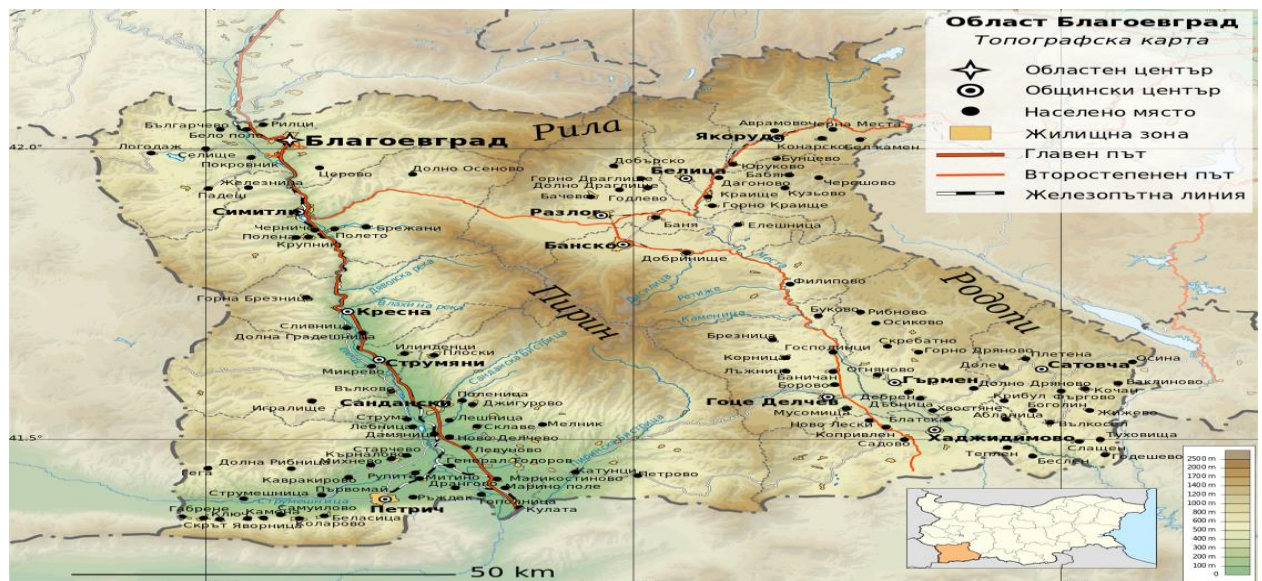 Област Благоевград
Топографска карта
Областен център
Общински център
Населено място
Жилищна зона
Главен път
Второстепенен път
Железопътна линия
Рила
Българчево
Рилци
Бело поле
Благоевград
Логодаж
42.0°
Селище
Покровник
Церово
Долно Осеново
Железница
Падеш
Симитли
Черниче
Полена
Полето
Брежани
Крупник
Аврамово
Черна Места
Якоруда
Конарско
Бел камен
Бунцево
Юруково
Добърско
Белица
Бабяк
Горно Драглище
Дагоново
Черешово
Долно Драглище
Краище
Кузьово
Бачево
Годлево
Горно Краище
Разлог
Баня
Елешница
Банско
Добринище
р. Места
Дяволска река
Влахи на река
Горна Брезница
Кресна
Пирин
Ретиже
Каменица
Филипово
Родопи
Буково
Рибново
Осиково
Сливница
Долна Градешница
Илинденци
Плоски
Струмяни
Микрево
Санданска Бистрица
Брезница
Господинци
Скребатно
Горно Дряново
Плетена
Осина
Корница
Долен
Сатовча
Лъжница
Огняново
Гърмен
Баничан
Борово
Долно Дряново
Ваклиново
Кочан
Вълково
Дебрен
Крибул
Фъргово
Гоце Делчев
Дъбница
Боголин
Сандански
Поленица
Джигурово
Игралище
Мусомища
Хвостяне
Абланица
Жижево
Струма
Лешница
Ново Лески
Блатска
Вълкосел
Лебница
Склаве
Мелник
41.5°
Дамяница
Ново Делчево
Копривлен
Хаджидимово
Туховища
Садово
Слащен
Старчево
Левуново
Теплен
Годешево
Кърналово
Беслен
Долна Рибница
Михнево
Генерал Тодоров
Гега
Рупите
Катунци
Петрово
Кавракирово
Митино
Марикостиново
Първомай
Дрангово
Марино поле
Струмешница
Струмешница
Ръждак
Тополница
Габрене
Самуилово
Петрич
Кулата
Ключ
Камена
Беласица
Скрът
Яворница
Коларово
50 km
2500 m
2000 m
1700 m
1400 m
1200 m
1000 m
800 m
600 m
400 m
300 m
200 m
100 m
0